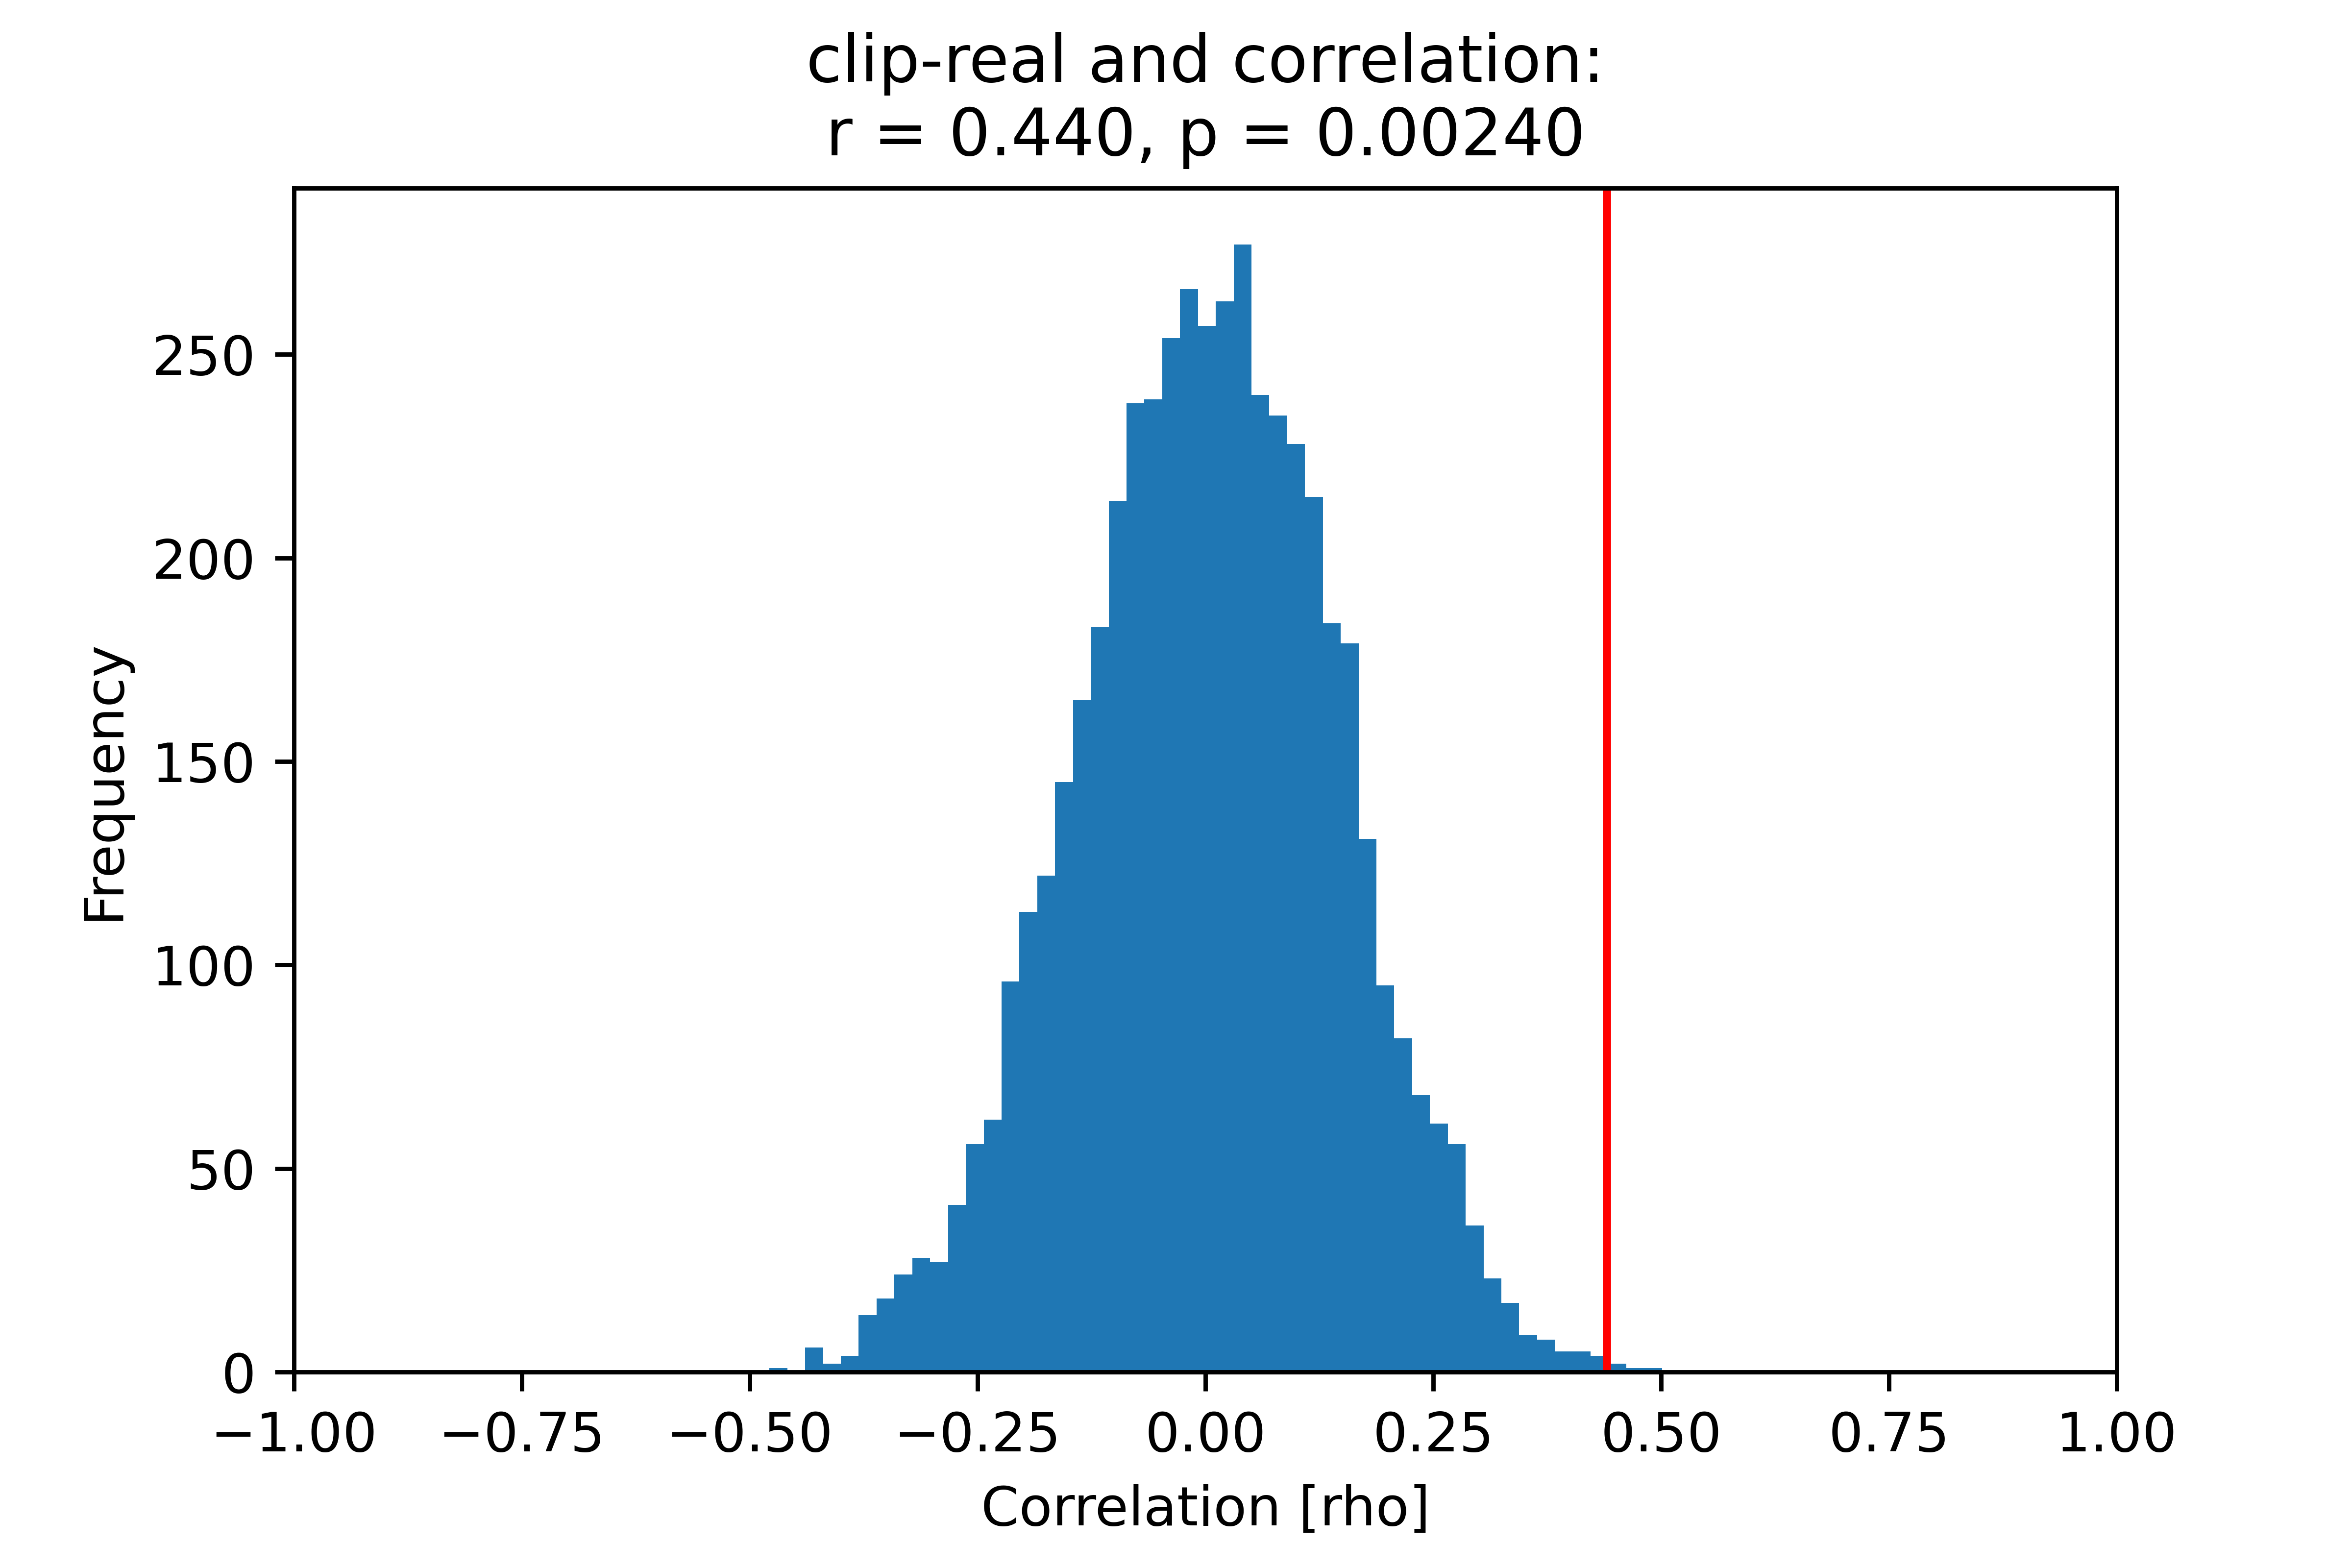 clip-real and correlation:
r = 0.440, p = 0.00240
250
200
150
100
50
0
Frequency
−1.00 −0.75 −0.50 −0.25 0.00 0.25 0.50 0.75 1.00
Correlation [rho]